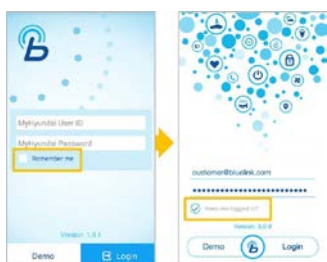 MyHyundai User ID
MyHyundai Password
Remember me
Version: 1.8.1
Demo
Login
customer@bluelink.com
Keep me logged in?
Version: 3.0.8
Demo
Login